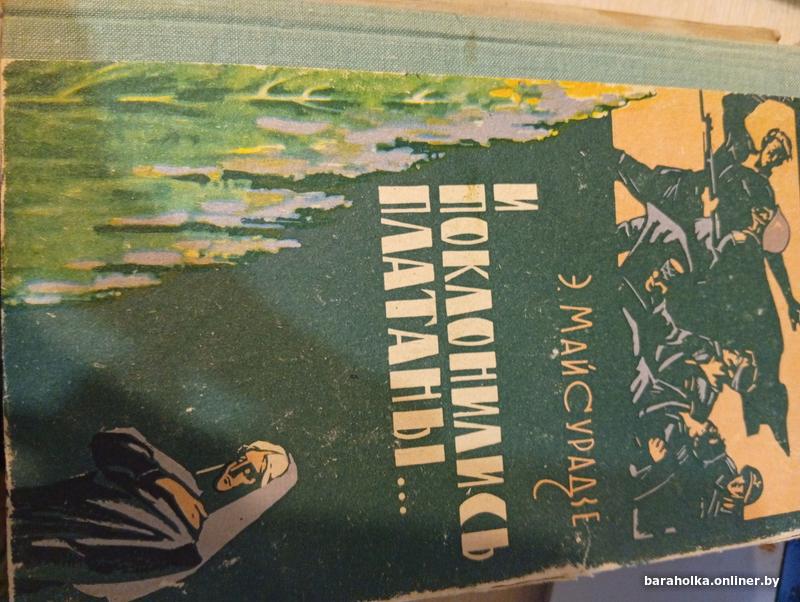 Э. МАЙСУРАДЗЕ.
И
ПОКЛОНИЛИСЬ
ПЛАТАНЫ...
baraholka.onliner.by